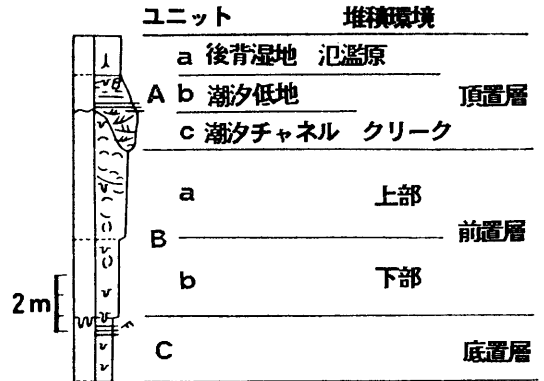 ユニット 堆積環境
a 後背湿地 氾濫原
A b 潮汐低地 頂置層
c 潮汐チャネル クリーク
a 上部
B 前置層
b 下部
2m
C 底置層